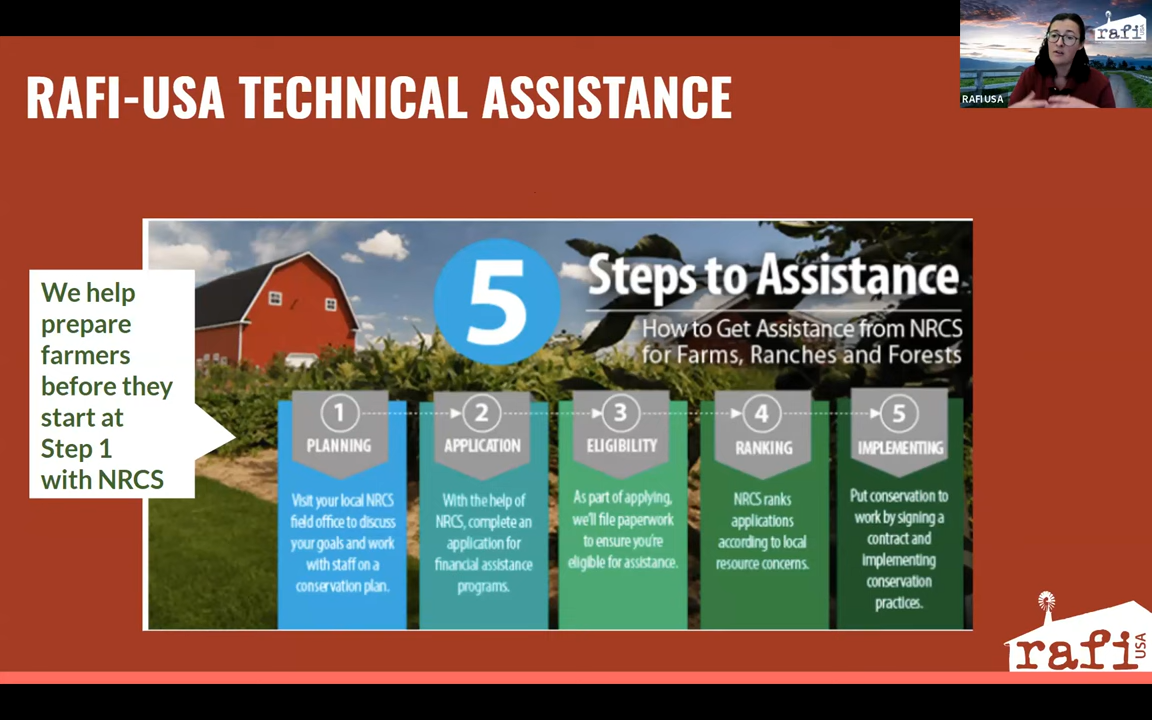 rafi
USA
RAFI USA
RAFI-USA TECHNICAL ASSISTANCE
We help
prepare
farmers
before they
start at
Step 1
with NRCS
5
Steps to Assistance
How to Get Assistance from NRCS
for Farms, Ranches and Forests
1
PLANNING
Visit your local NRCS
field office to discuss
your goals and work
with staff on a
conservation plan.
2
APPLICATION
With the help of
NRCS, complete an
application for
financial assistance
programs.
3
ELIGIBILITY
As part of applying,
we'll file paperwork
to ensure you're
eligible for assistance.
4
RANKING
NRCS ranks
applications
according to local
resource concerns.
5
IMPLEMENTING
Put conservation to
work by signing a
contract and
implementing
conservation
practices.
rafi
USA